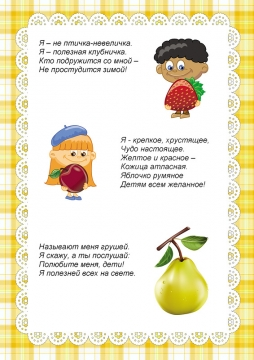 Я – не птичка-невеличка.
Я – полезная клубничка.
Кто подружится со мной –
Не простудится зимой!
Я - крепкое, хрустящее,
Чудо настоящее.
Желтое и красное –
Кожица атласная.
Яблочко румяное
Детям всем желанное!
Называют меня грушей.
Я скажу, а ты послушай:
Полюбите меня, дети!
Я полезней всех на свете.